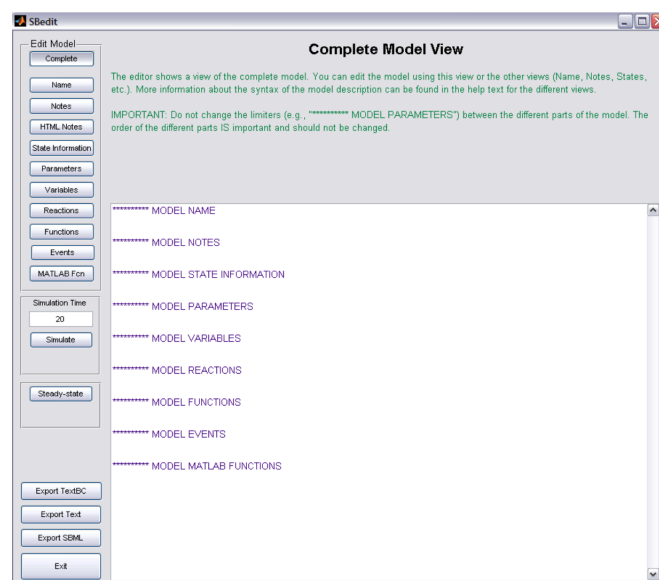 SBedit
Edit Model
Complete
Name
Notes
HTML Notes
State Information
Parameters
Variables
Reactions
Functions
Events
MATLAB Fcn
Simulation Time
20
Simulate
Steady-state
Export TextBC
Export Text
Export SBML
Exit
Complete Model View
The editor shows a view of the complete model. You can edit the model using this view or the other views (Name, Notes, States,
etc.). More information about the syntax of the model description can be found in the help text for the different views.
IMPORTANT: Do not change the limiters (e.g., "********** MODEL PARAMETERS") between the different parts of the model. The
order of the different parts IS important and should not be changed.
********** MODEL NAME
********** MODEL NOTES
********** MODEL STATE INFORMATION
********** MODEL PARAMETERS
********** MODEL VARIABLES
********** MODEL REACTIONS
********** MODEL FUNCTIONS
********** MODEL EVENTS
********** MODEL MATLAB FUNCTIONS